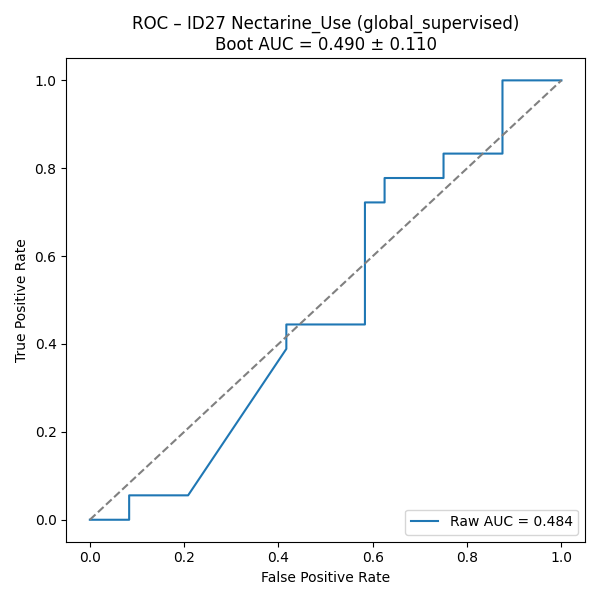 ROC – ID27 Nectarine_Use (global_supervised)
Boot AUC = 0.490 ± 0.110
1.0
0.8
0.6
0.4
0.2
0.0
True Positive Rate
Raw AUC = 0.484
0.0 0.2 0.4 0.6 0.8 1.0
False Positive Rate